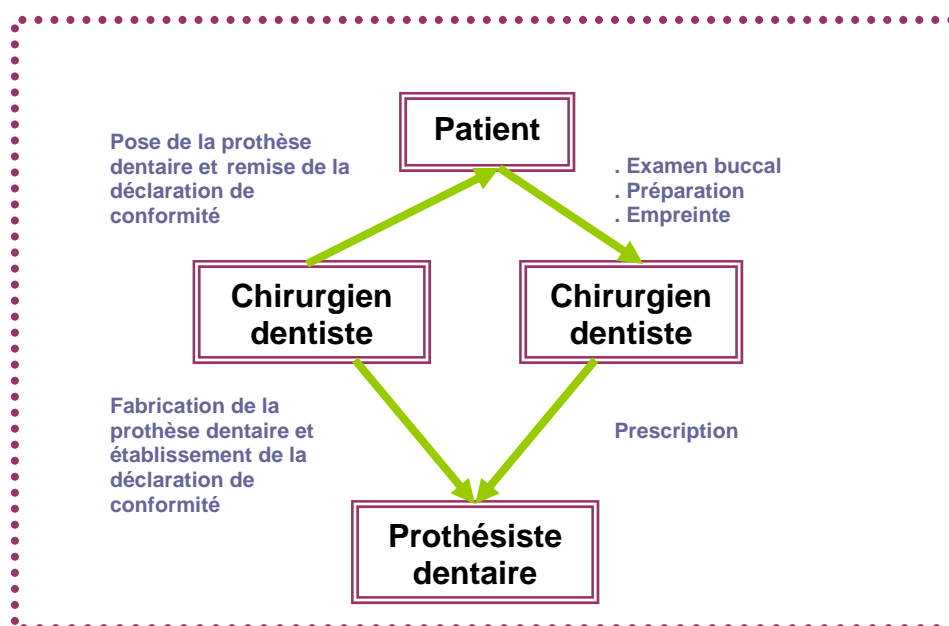 Patient
Pose de la prothèse
dentaire et remise de la
déclaration de
conformité
. Examen buccal
. Préparation
. Empreinte
Chirurgien
dentiste
Chirurgien
dentiste
Fabrication de la
prothèse dentaire et
établissement de la
déclaration de
conformité
Prescription
Prothésiste
dentaire